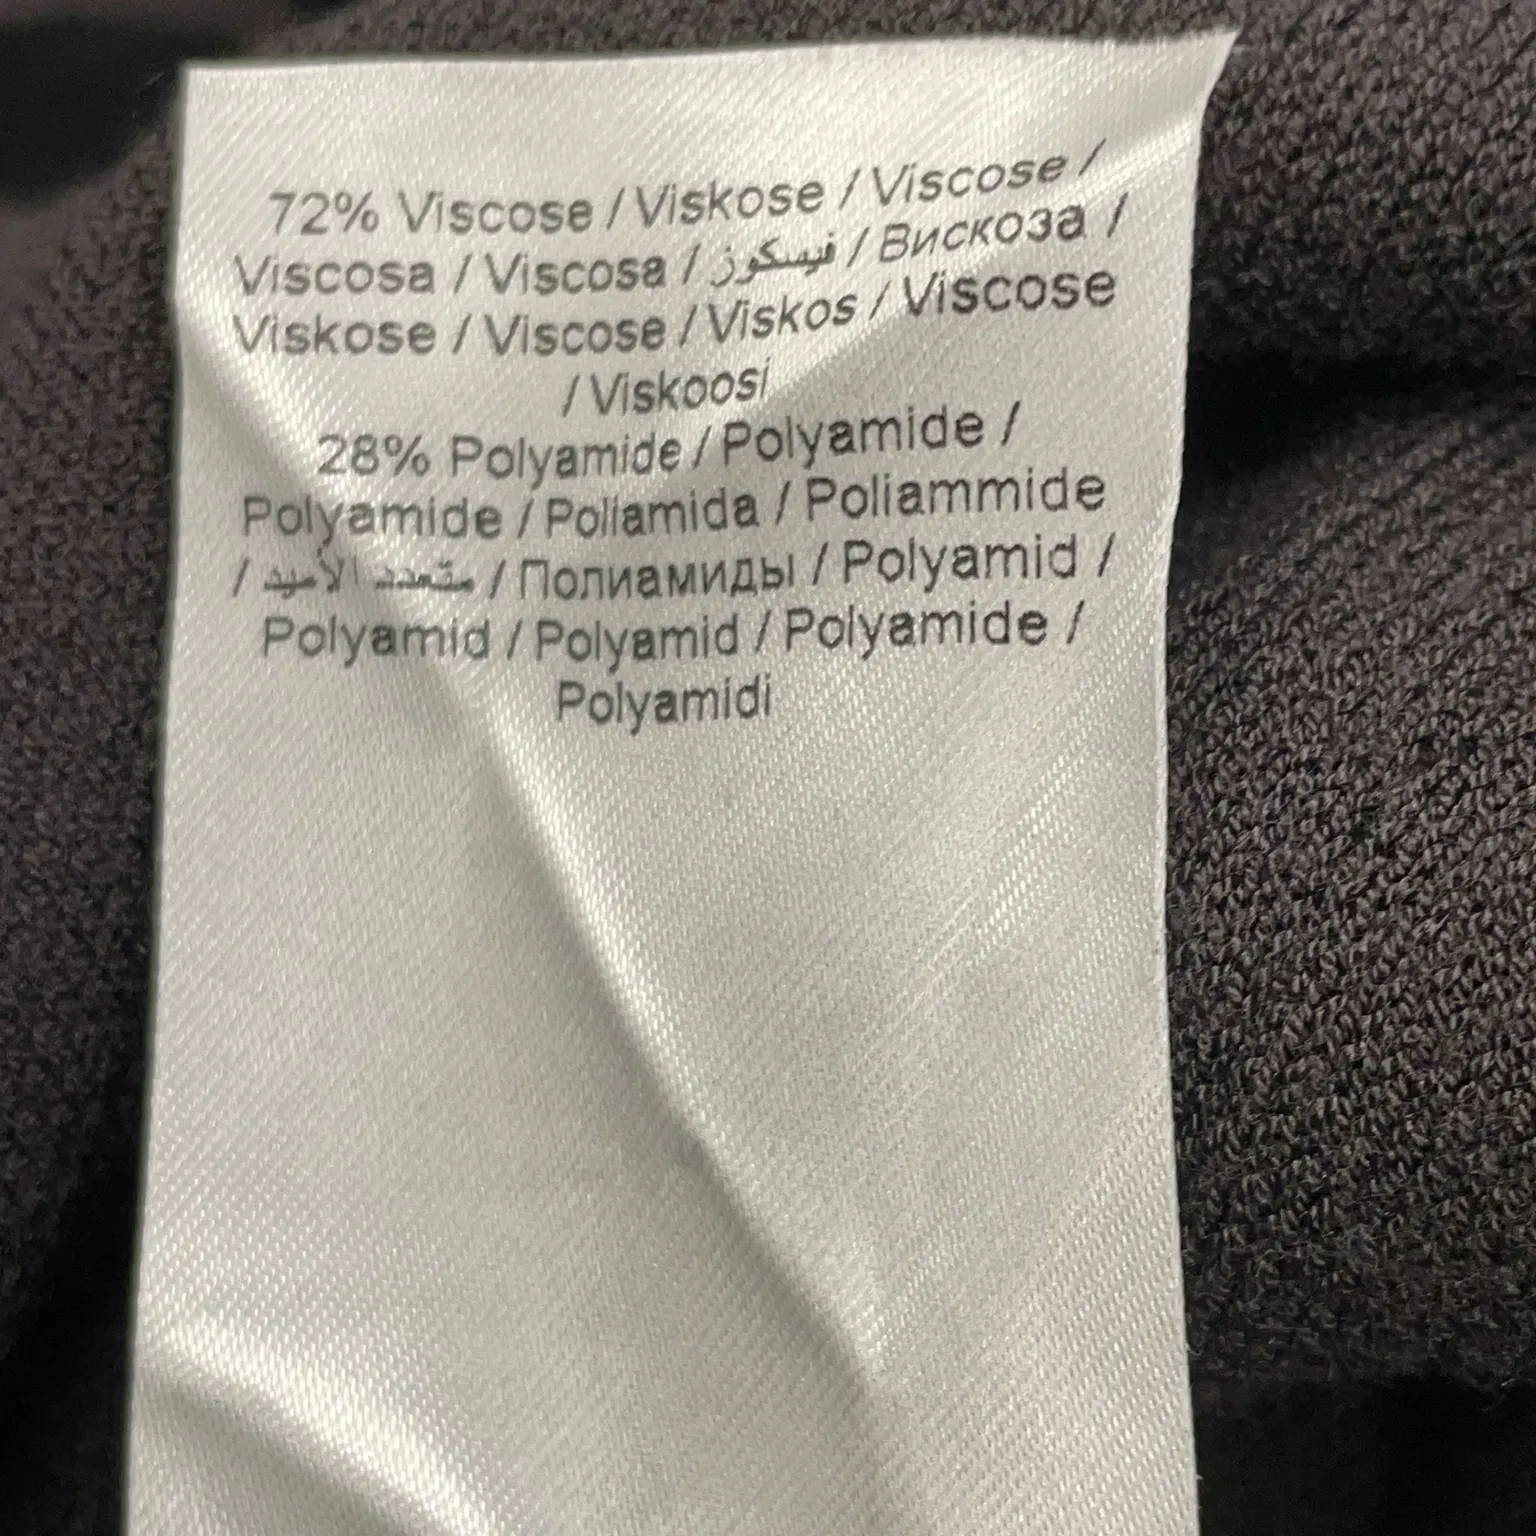 72% Viscose / Viskose / Viscose /
Viscosa / Viscosa / فيسكوز / Вискоза /
Viskose / Viscose / Viskos / Viscose
/ Viskoosi
28% Polyamide / Polyamide /
Polyamide / Poliamida / Poliammide
/ متعدد الأميد / Полиамиды / Polyamid /
Polyamid / Polyamid / Polyamide /
Polyamidi